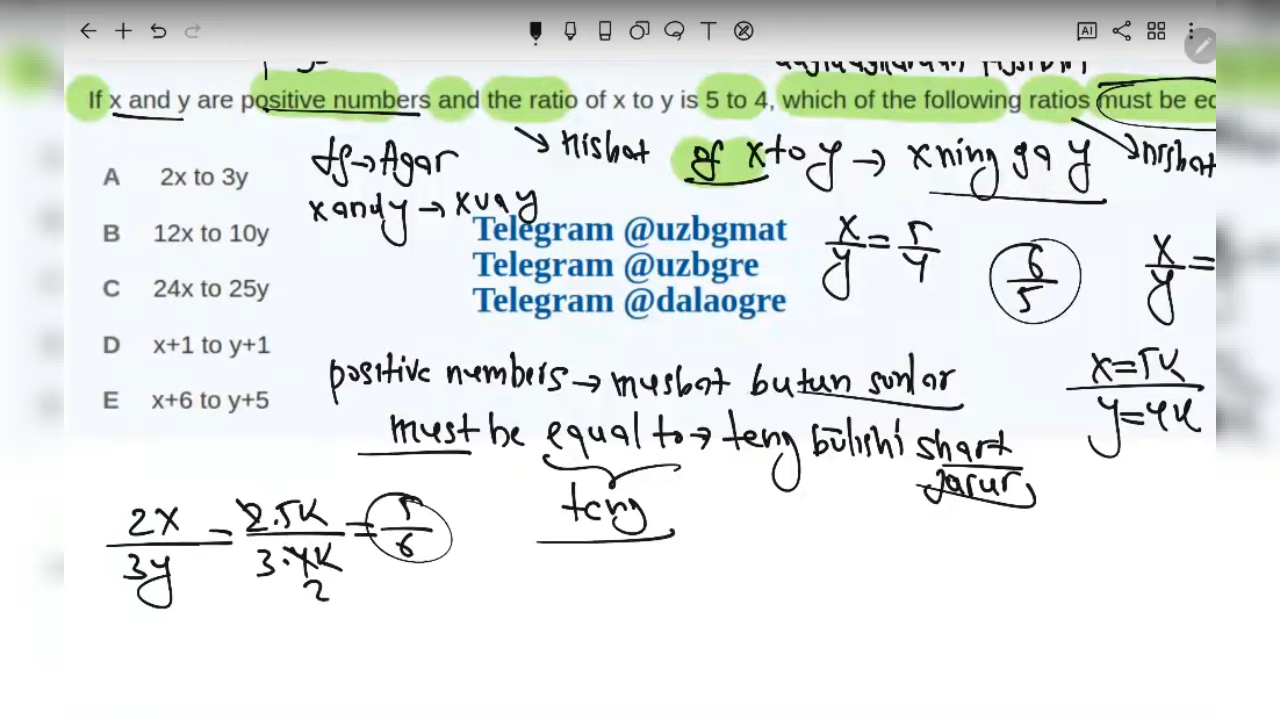 If x and y are positive numbers and the ratio of x to y is 5 to 4, which of the following ratios must be eq
→ nisbat
of x to y → xning ga y
→ nisbat
If → Agar
x and y → x va y
A 2x to 3y
B 12x to 10y
C 24x to 25y
D x+1 to y+1
E x+6 to y+5
Telegram @uzbgmat
Telegram @uzbgre
Telegram @dalaogre
x/y = 5/4
6/5
x/y =
positive numbers → musbat butun sonlar
x=5k
y=4k
must be equal to → teng būlishi shart
zarur
teng
2x/3y = 2·5k/3·4k = 5/6
2
AI